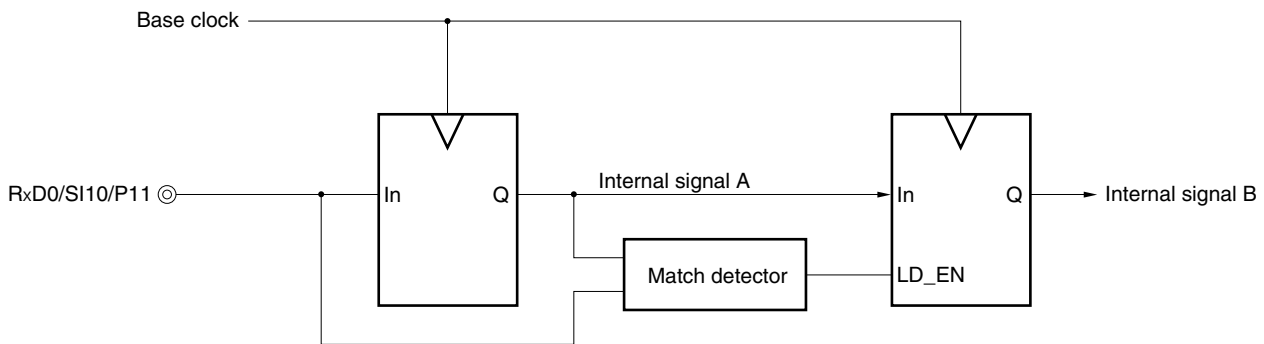 Base clock
RxD0/SI10/P11
In
Q
Internal signal A
In
Q
Internal signal B
Match detector
LD_EN